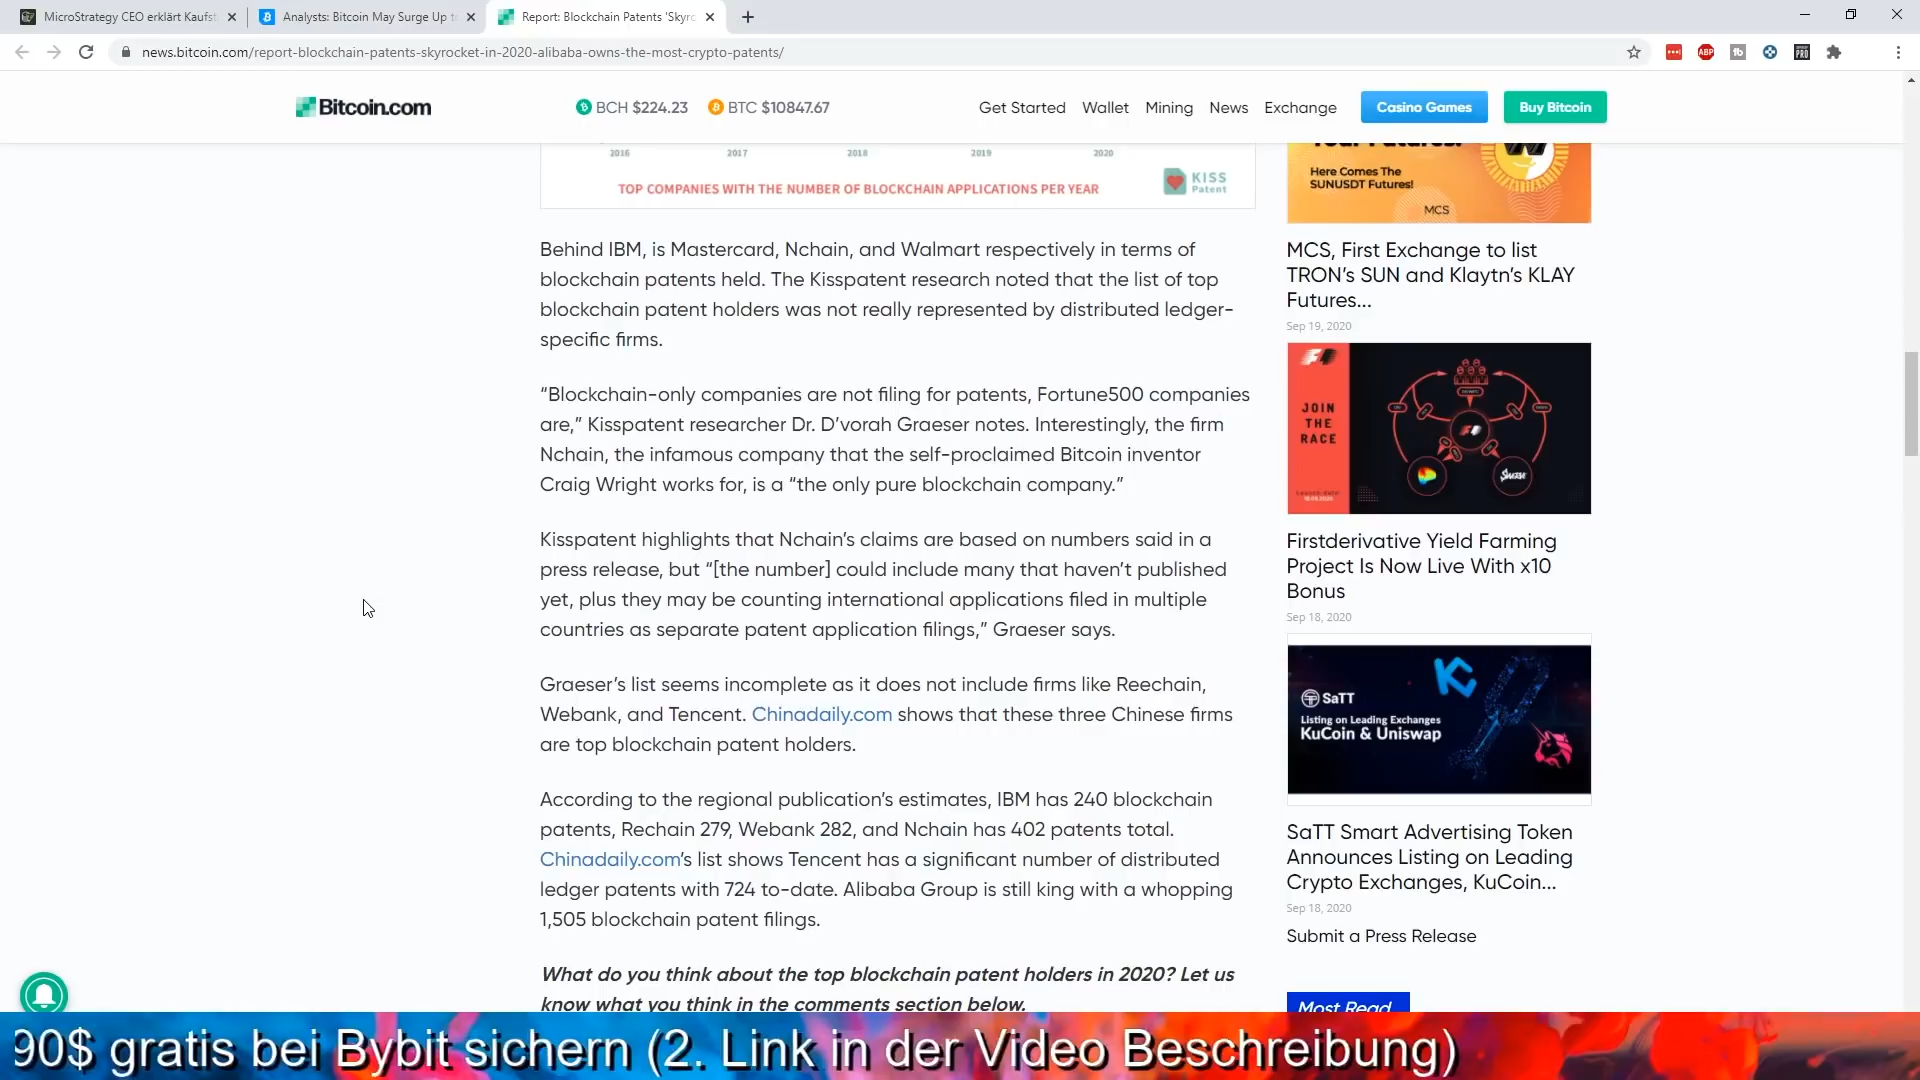 MicroStrategy CEO erklärt Kaufst
Analysts: Bitcoin May Surge Up t
Report: Blockchain Patents 'Skyro
news.bitcoin.com/report-blockchain-patents-skyrocket-in-2020-alibaba-owns-the-most-crypto-patents/
ABP
fb
PRO
Bitcoin.com
BCH $224.23
BTC $10847.67
Get Started
Wallet
Mining
News
Exchange
Casino Games
Buy Bitcoin
2016 2017 2018 2019 2020
TOP COMPANIES WITH THE NUMBER OF BLOCKCHAIN APPLICATIONS PER YEAR
KISS
Patent
Behind IBM, is Mastercard, Nchain, and Walmart respectively in terms of
blockchain patents held. The Kisspatent research noted that the list of top
blockchain patent holders was not really represented by distributed ledger-
specific firms.
“Blockchain-only companies are not filing for patents, Fortune500 companies
are,” Kisspatent researcher Dr. D’vorah Graeser notes. Interestingly, the firm
Nchain, the infamous company that the self-proclaimed Bitcoin inventor
Craig Wright works for, is a “the only pure blockchain company.”
Kisspatent highlights that Nchain’s claims are based on numbers said in a
press release, but “[the number] could include many that haven’t published
yet, plus they may be counting international applications filed in multiple
countries as separate patent application filings,” Graeser says.
Graeser’s list seems incomplete as it does not include firms like Reechain,
Webank, and Tencent. Chinadaily.com shows that these three Chinese firms
are top blockchain patent holders.
According to the regional publication’s estimates, IBM has 240 blockchain
patents, Rechain 279, Webank 282, and Nchain has 402 patents total.
Chinadaily.com’s list shows Tencent has a significant number of distributed
ledger patents with 724 to-date. Alibaba Group is still king with a whopping
1,505 blockchain patent filings.
What do you think about the top blockchain patent holders in 2020? Let us
know what you think in the comments section below.
Your Futures!
Here Comes The
SUNUSDT Futures!
MCS
MCS, First Exchange to list
TRON’s SUN and Klaytn’s KLAY
Futures...
Sep 19, 2020
JOIN
THE
RACE
Firstderivative Yield Farming
Project Is Now Live With x10
Bonus
Sep 18, 2020
SaTT
Listing on Leading Exchanges
KuCoin & Uniswap
SaTT Smart Advertising Token
Announces Listing on Leading
Crypto Exchanges, KuCoin...
Sep 18, 2020
Submit a Press Release
Most Read
90$ gratis bei Bybit sichern (2. Link in der Video Beschreibung)